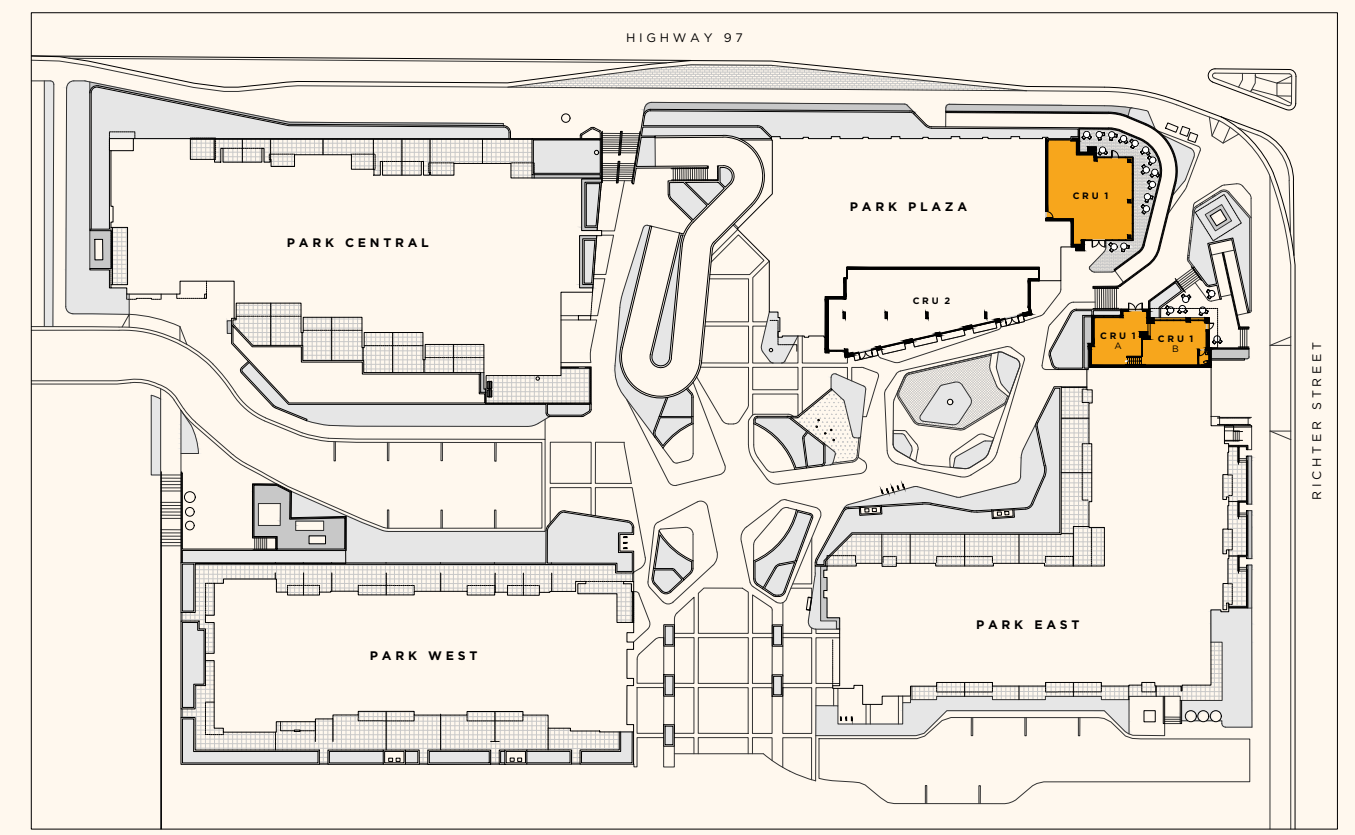 HIGHWAY 97
CRU 1
PARK PLAZA
PARK CENTRAL
CRU 2
CRU 1
A
CRU 1
B
RICHTER STREET
PARK EAST
PARK WEST